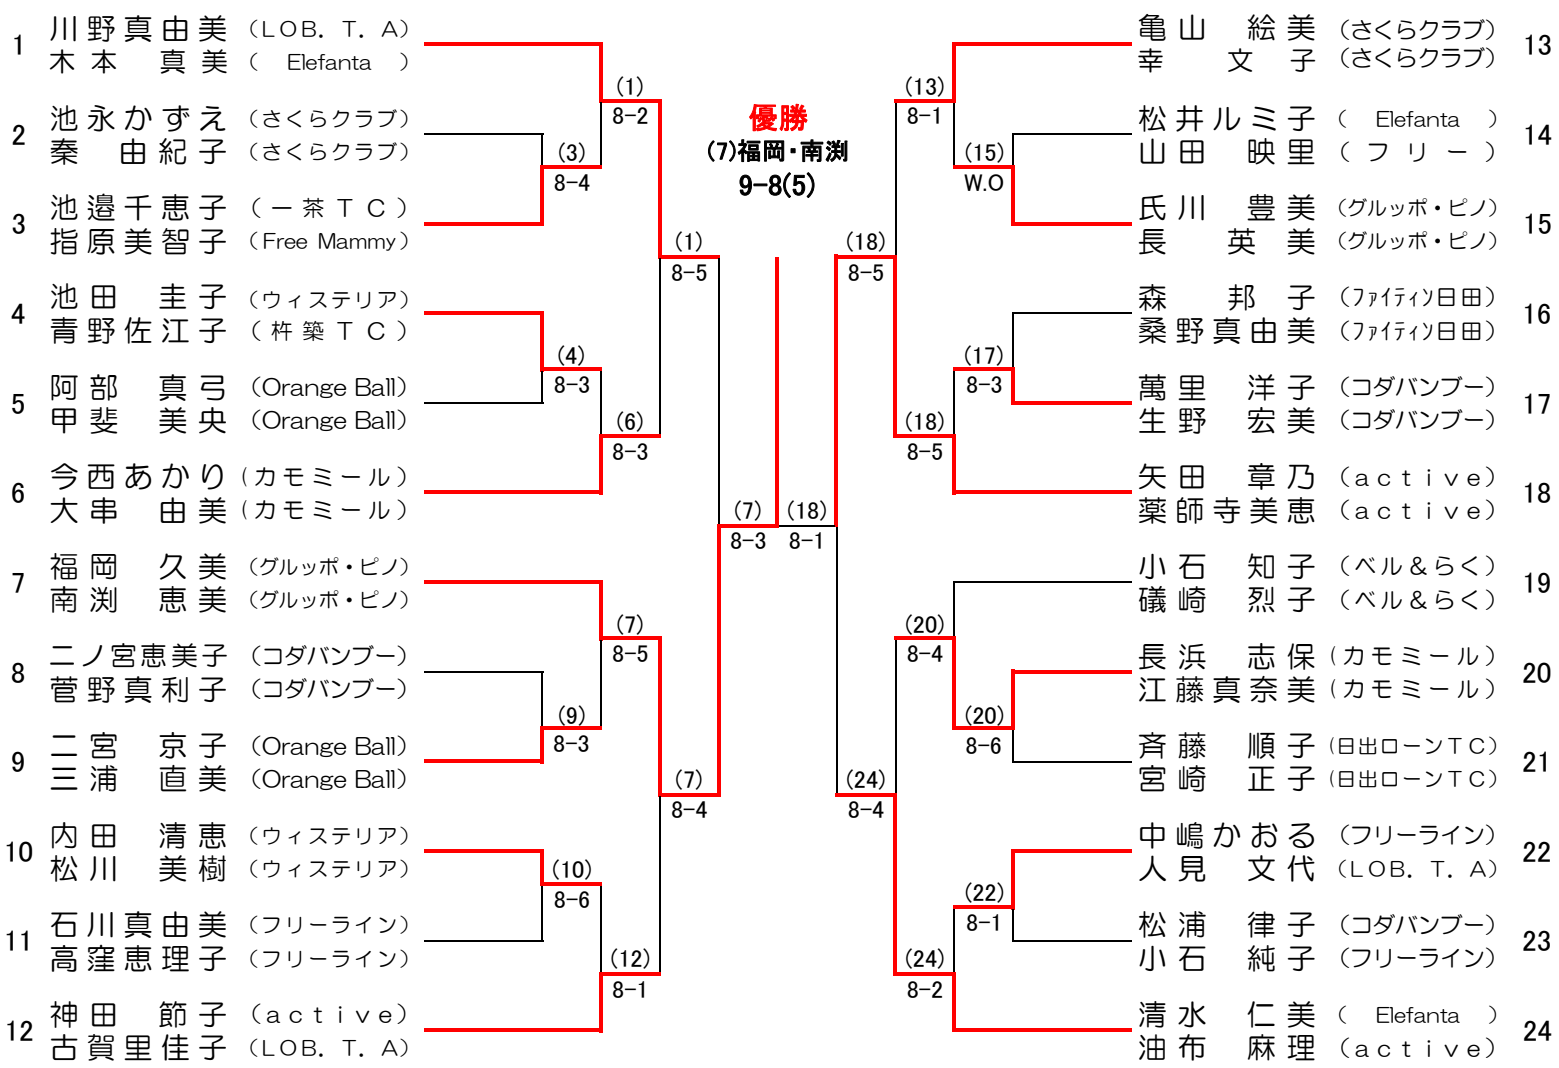 1 川野真由美 (LOB. T. A)
木本 真美 ( Elefanta )
2 池永かずえ (さくらクラブ)
秦 由紀子 (さくらクラブ)
3 池邉千恵子 (一茶TC)
指原美智子 (Free Mammy)
4 池田 圭子 (ウィステリア)
青野佐江子 (杵築TC)
5 阿部 真弓 (Orange Ball)
甲斐 美央 (Orange Ball)
6 今西あかり (カモミール)
大串 由美 (カモミール)
7 福岡 久美 (グルッポ・ピノ)
南渕 恵美 (グルッポ・ピノ)
8 二ノ宮恵美子 (コダバンブー)
菅野真利子 (コダバンブー)
9 二宮 京子 (Orange Ball)
三浦 直美 (Orange Ball)
10 内田 清恵 (ウィステリア)
松川 美樹 (ウィステリア)
11 石川真由美 (フリーライン)
高窪恵理子 (フリーライン)
12 神田 節子 (active)
古賀里佳子 (LOB. T. A)
(3)
8-4
(4)
8-3
(9)
8-3
(10)
8-6
(1)
8-2
(6)
8-3
(7)
8-5
(12)
8-1
(1)
8-5
(7)
8-4
(7)
8-3
優勝
(7)福岡・南渕
9-8(5)
(18)
8-1
(18)
8-5
(24)
8-4
(13)
8-1
(18)
8-5
(20)
8-4
(24)
8-2
(15)
W.O
(17)
8-3
(20)
8-6
(22)
8-1
亀山 絵美 (さくらクラブ) 13
幸 文子 (さくらクラブ)
松井ルミ子 ( Elefanta ) 14
山田 映里 (フリー)
氏川 豊美 (グルッポ・ピノ) 15
長 英美 (グルッポ・ピノ)
森 邦子 (ファイティン日田) 16
桑野真由美 (ファイティン日田)
萬里 洋子 (コダバンブー) 17
生野 宏美 (コダバンブー)
矢田 章乃 (active) 18
薬師寺美恵 (active)
小石 知子 (ベル&らく) 19
礒崎 烈子 (ベル&らく)
長浜 志保 (カモミール) 20
江藤真奈美 (カモミール)
斉藤 順子 (日出ローンTC) 21
宮崎 正子 (日出ローンTC)
中嶋かおる (フリーライン) 22
人見 文代 (LOB. T. A)
松浦 律子 (コダバンブー) 23
小石 純子 (フリーライン)
清水 仁美 ( Elefanta ) 24
油布 麻理 (active)